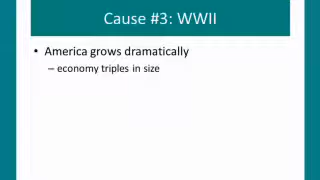 Cause #3: WWII
• America grows dramatically
– economy triples in size